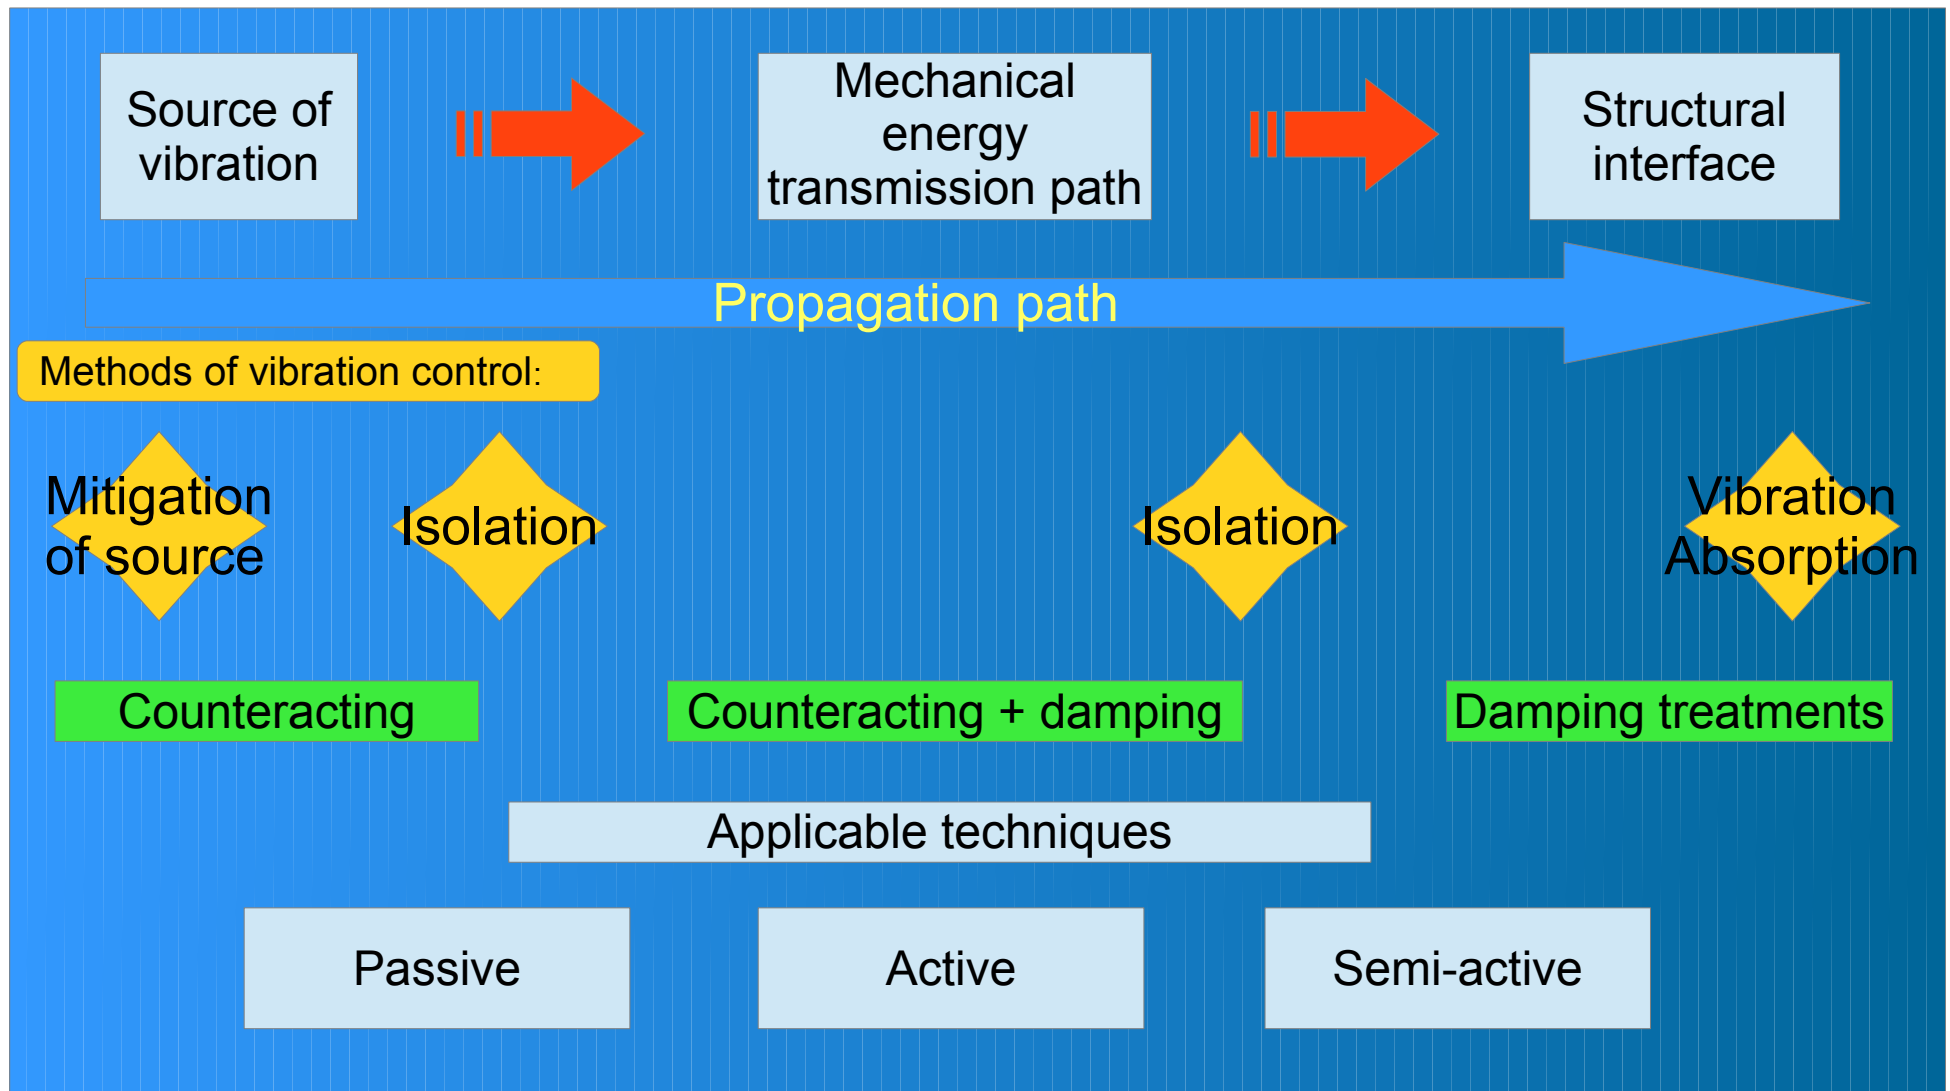 Source of
vibration
Mechanical
energy
transmission path
Structural
interface
Propagation path
Methods of vibration control:
Mitigation
of source
Isolation
Isolation
Vibration
Absorption
Counteracting
Counteracting + damping
Damping treatments
Applicable techniques
Passive
Active
Semi-active